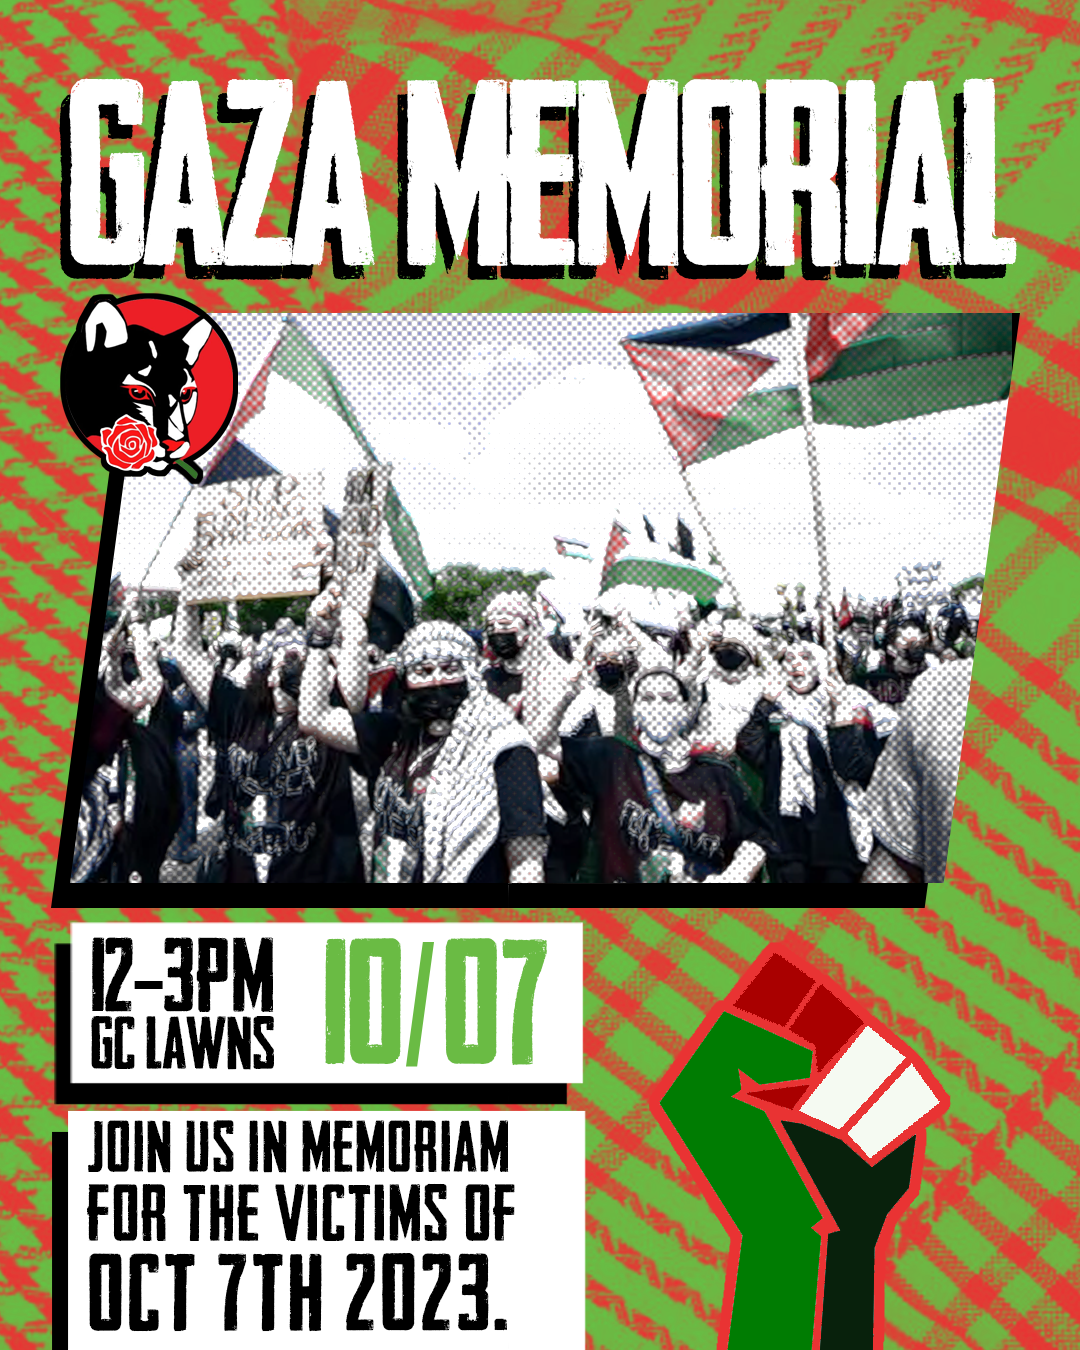 GAZA MEMORIAL
12-3PM
GC LAWNS
10/07
JOIN US IN MEMORIAM
FOR THE VICTIMS OF
OCT 7TH 2023.